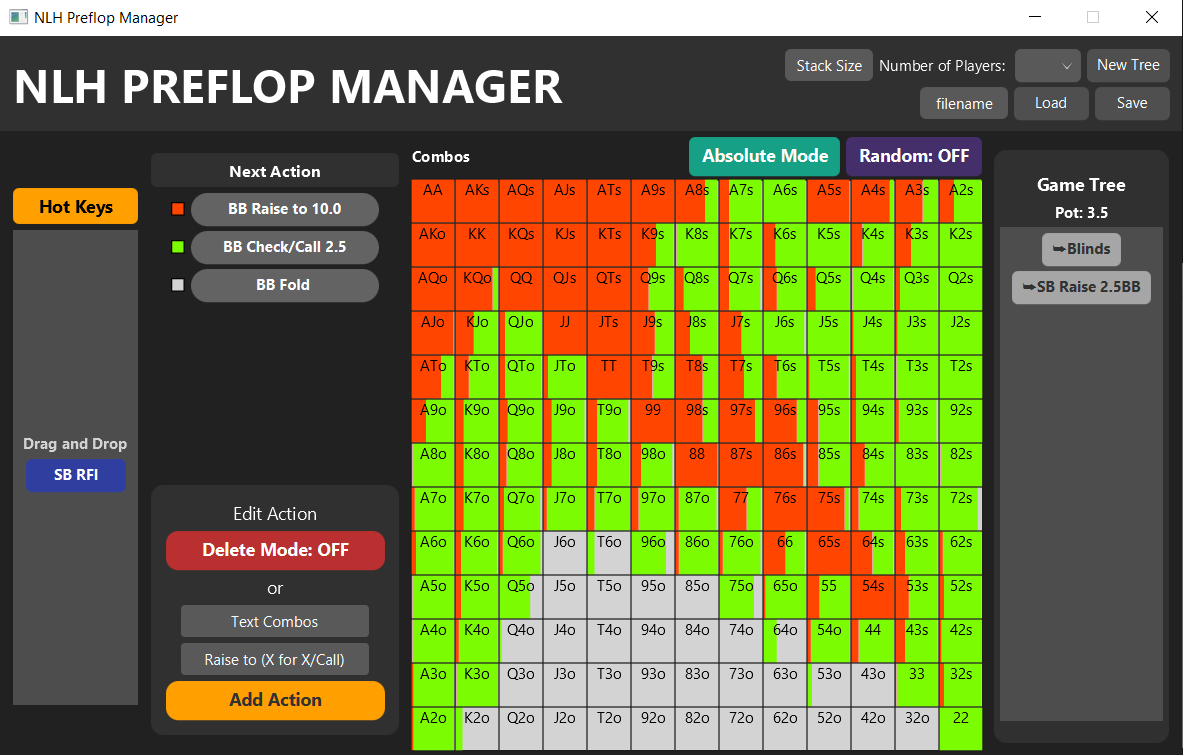 NLH Preflop Manager
NLH PREFLOP MANAGER
Stack Size Number of Players: New Tree
filename Load Save
Hot Keys
Drag and Drop
SB RFI
Next Action
BB Raise to 10.0
BB Check/Call 2.5
BB Fold
Edit Action
Delete Mode: OFF
or
Text Combos
Raise to (X for X/Call)
Add Action
Combos Absolute Mode Random: OFF
AA AKs AQs AJs ATs A9s A8s A7s A6s A5s A4s A3s A2s
AKo KK KQs KJs KTs K9s K8s K7s K6s K5s K4s K3s K2s
AQo KQo QQ QJs QTs Q9s Q8s Q7s Q6s Q5s Q4s Q3s Q2s
AJo KJo QJo JJ JTs J9s J8s J7s J6s J5s J4s J3s J2s
ATo KTo QTo JTo TT T9s T8s T7s T6s T5s T4s T3s T2s
A9o K9o Q9o J9o T9o 99 98s 97s 96s 95s 94s 93s 92s
A8o K8o Q8o J8o T8o 98o 88 87s 86s 85s 84s 83s 82s
A7o K7o Q7o J7o T7o 97o 87o 77 76s 75s 74s 73s 72s
A6o K6o Q6o J6o T6o 96o 86o 76o 66 65s 64s 63s 62s
A5o K5o Q5o J5o T5o 95o 85o 75o 65o 55 54s 53s 52s
A4o K4o Q4o J4o T4o 94o 84o 74o 64o 54o 44 43s 42s
A3o K3o Q3o J3o T3o 93o 83o 73o 63o 53o 43o 33 32s
A2o K2o Q2o J2o T2o 92o 82o 72o 62o 52o 42o 32o 22
Game Tree
Pot: 3.5
➥Blinds
➥SB Raise 2.5BB